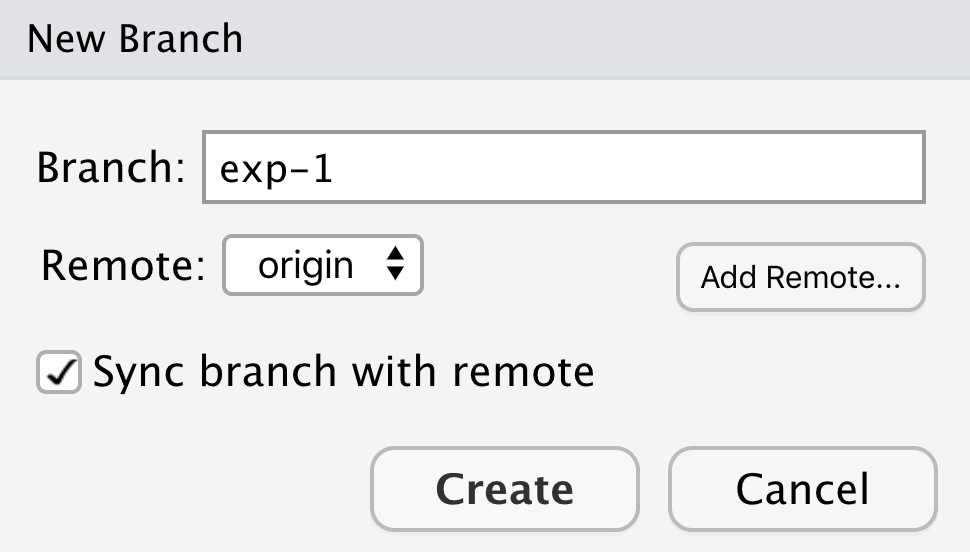 New Branch
Branch: exp-1
Remote: origin Add Remote...
Sync branch with remote
Create Cancel